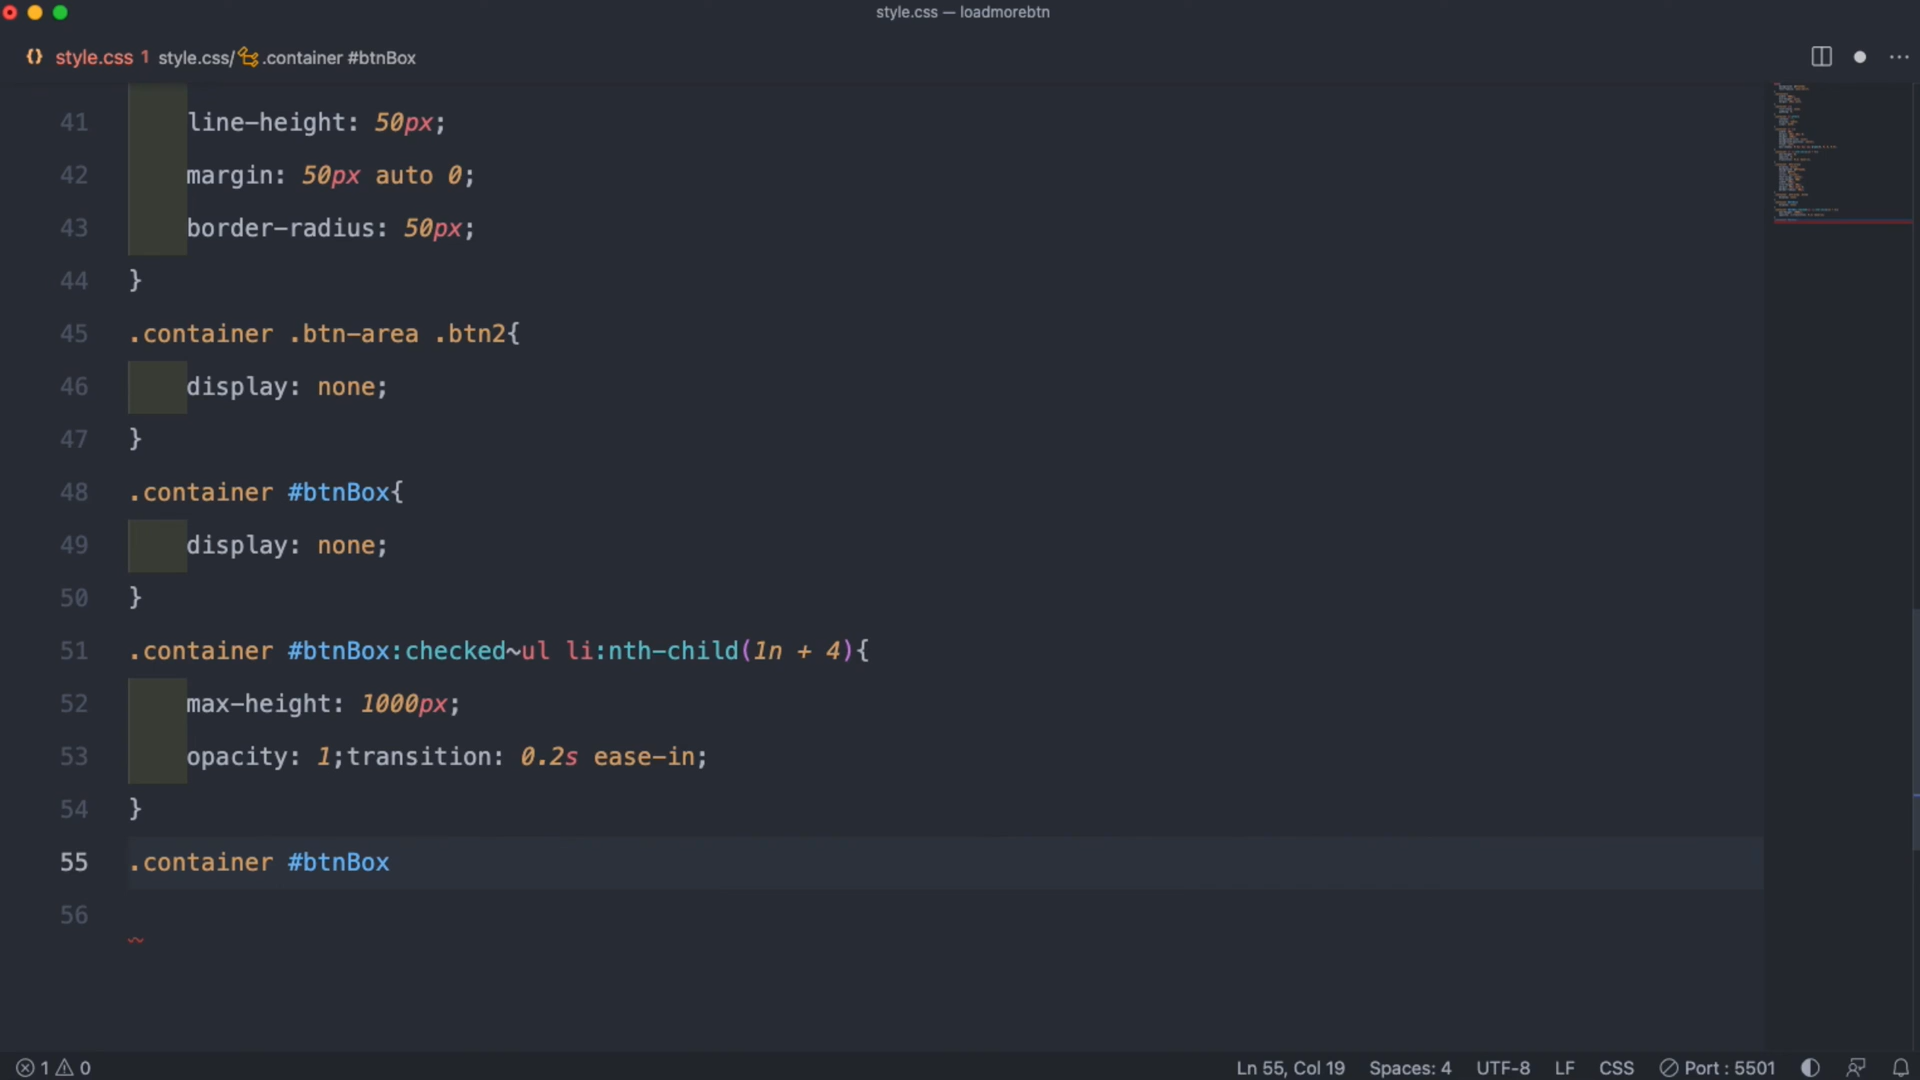 style.css — loadmorebtn
style.css 1 style.css/ .container #btnBox
41 line-height: 50px;
42 margin: 50px auto 0;
43 border-radius: 50px;
44 }
45 .container .btn-area .btn2{
46 display: none;
47 }
48 .container #btnBox{
49 display: none;
50 }
51 .container #btnBox:checked~ul li:nth-child(1n + 4){
52 max-height: 1000px;
53 opacity: 1;transition: 0.2s ease-in;
54 }
55 .container #btnBox
56
1 0 Ln 55, Col 19 Spaces: 4 UTF-8 LF CSS Port : 5501